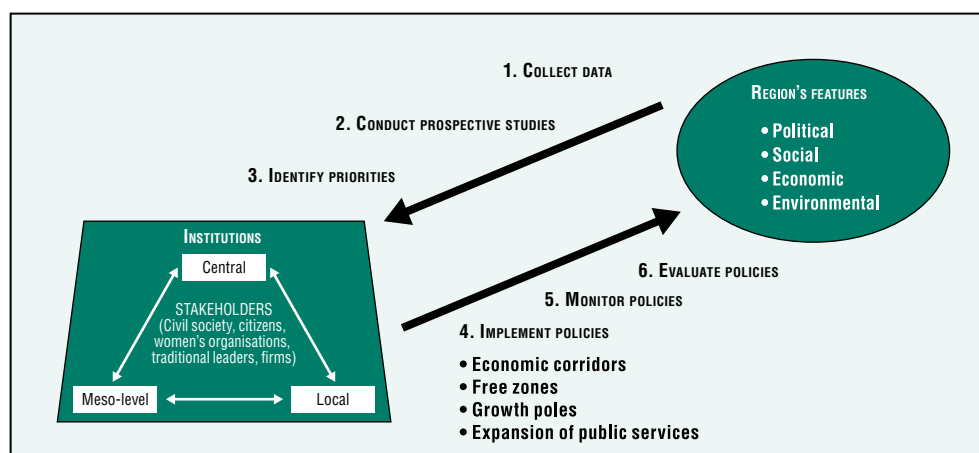 1. COLLECT DATA
2. CONDUCT PROSPECTIVE STUDIES
3. IDENTIFY PRIORITIES
REGION'S FEATURES
• Political
• Social
• Economic
• Environmental
INSTITUTIONS
Central
STAKEHOLDERS
(Civil society, citizens,
women's organisations,
traditional leaders, firms)
Meso-level
Local
6. EVALUATE POLICIES
5. MONITOR POLICIES
4. IMPLEMENT POLICIES
• Economic corridors
• Free zones
• Growth poles
• Expansion of public services